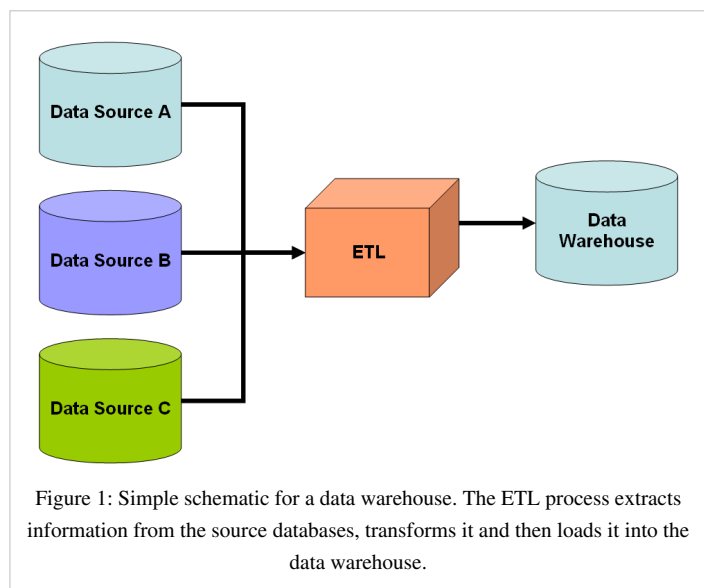 Data Source A
Data Source B
Data Source C
ETL
Data
Warehouse
Figure 1: Simple schematic for a data warehouse. The ETL process extracts
information from the source databases, transforms it and then loads it into the
data warehouse.